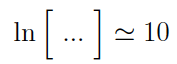 ln [ ... ] ≃ 10